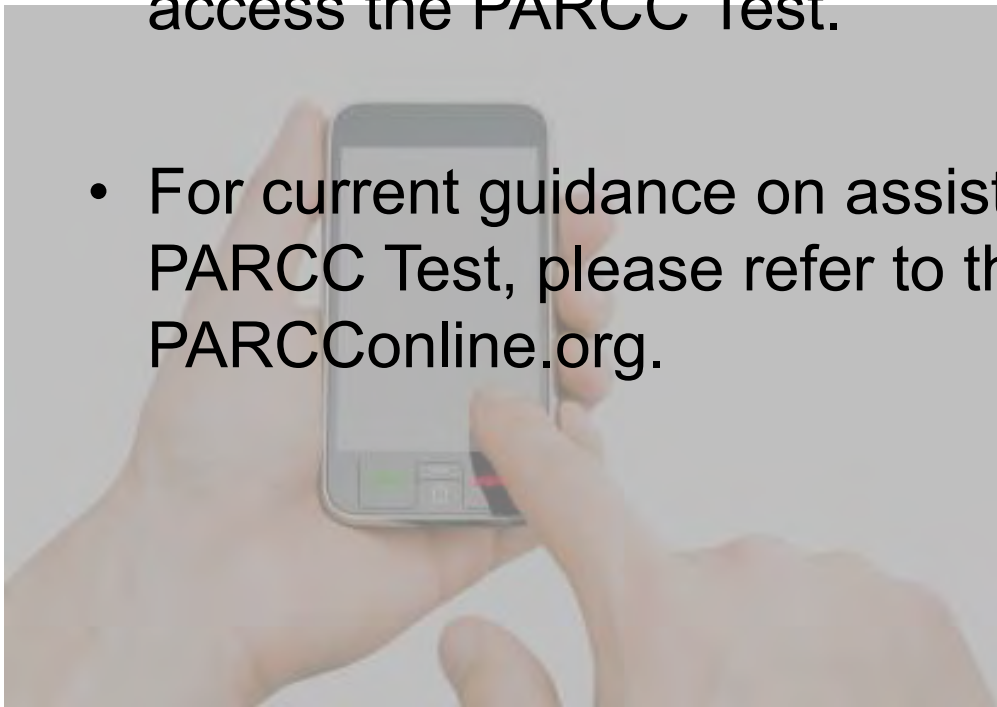 access the PARCC Test.
• For current guidance on assist
PARCC Test, please refer to th
PARCConline.org.